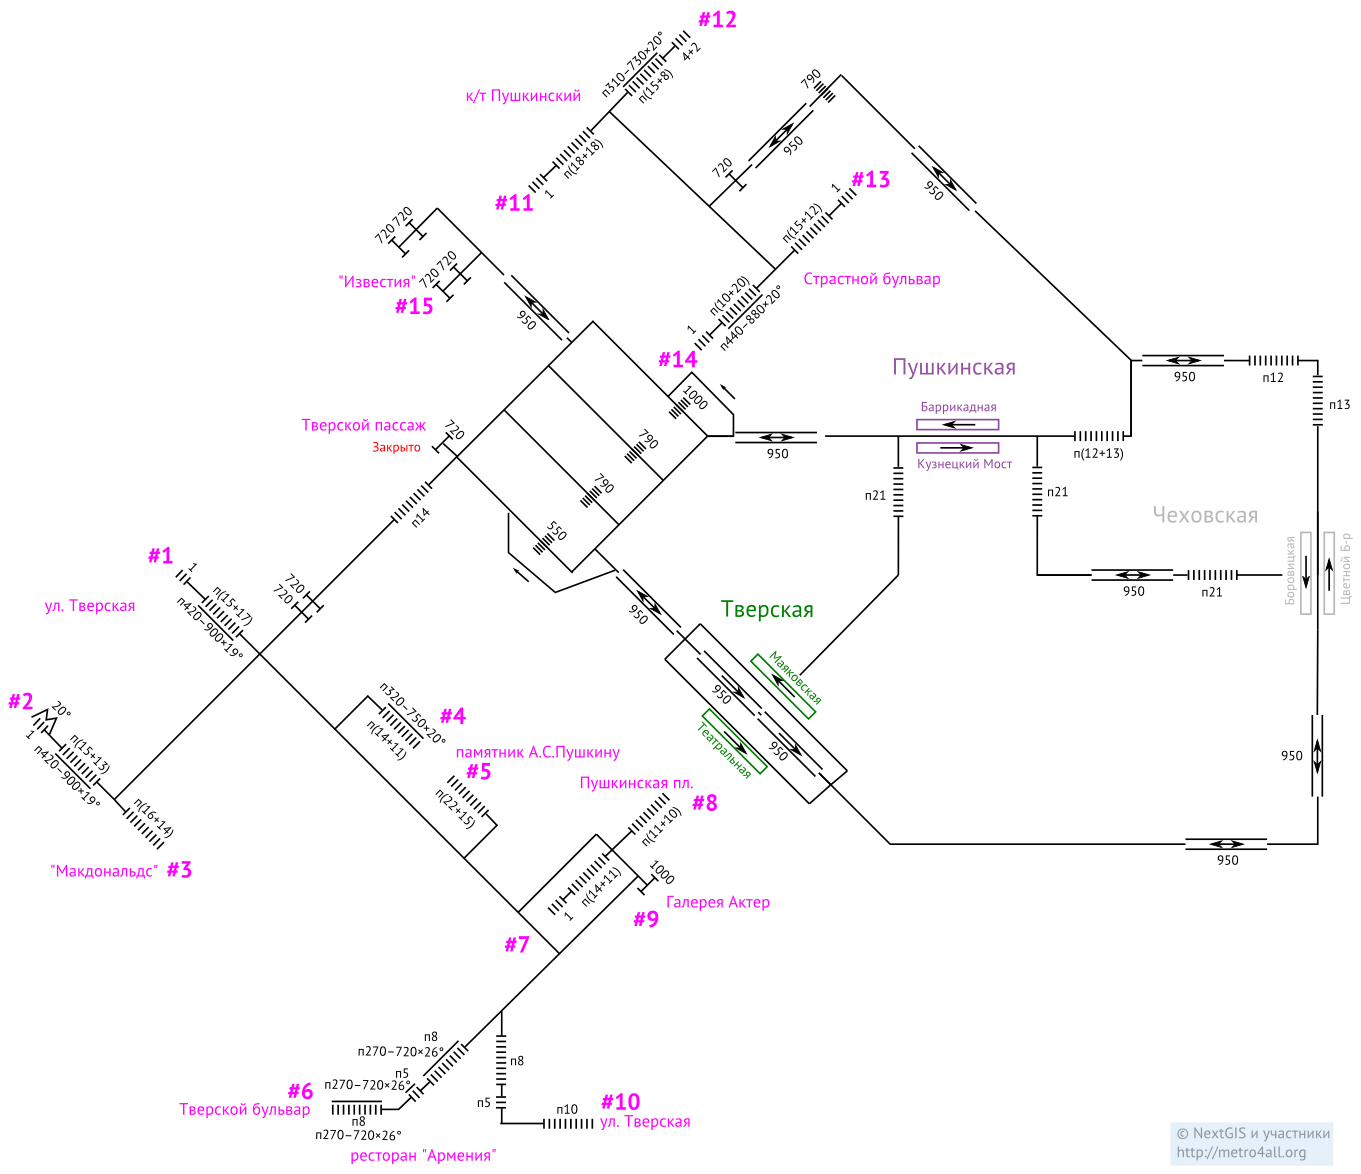 #12
4+2
п310–730×20°
п(15+8)
к/т Пушкинский
790
950
п(18+18)
#11
1
720
950
#13
1
п(15+12)
720 720
720 720
"Известия"
#15
950
Страстной бульвар
п(10+20)
п440–880×20°
1
#14
1000
Пушкинская
Баррикадная
Кузнецкий Мост
950
950
п12
п13
п(12+13)
п21
п21
Тверской пассаж
Закрыто
720
790
790
550
п14
Чеховская
Боровицкая
Цветной Б-р
950
п21
#1
1
п(15+17)
п420–900×19°
ул. Тверская
720
720
950
Тверская
Маяковская
Театральная
950
950
#2
20°
1
п(15+13)
п420–900×19°
п(16+14)
"Макдональдс"
#3
п320–750×20°
п(14+11)
#4
памятник А.С.Пушкину
#5
п(22+15)
Пушкинская пл.
#8
п(11+10)
950
950
п(14+11)
1
1000
Галерея Актер
#9
#7
п8
п270–720×26°
п5
п270–720×26°
#6
Тверской бульвар
п8
п270–720×26°
ресторан "Армения"
п8
п5
п10
#10
ул. Тверская
© NextGIS и участники
http://metro4all.org